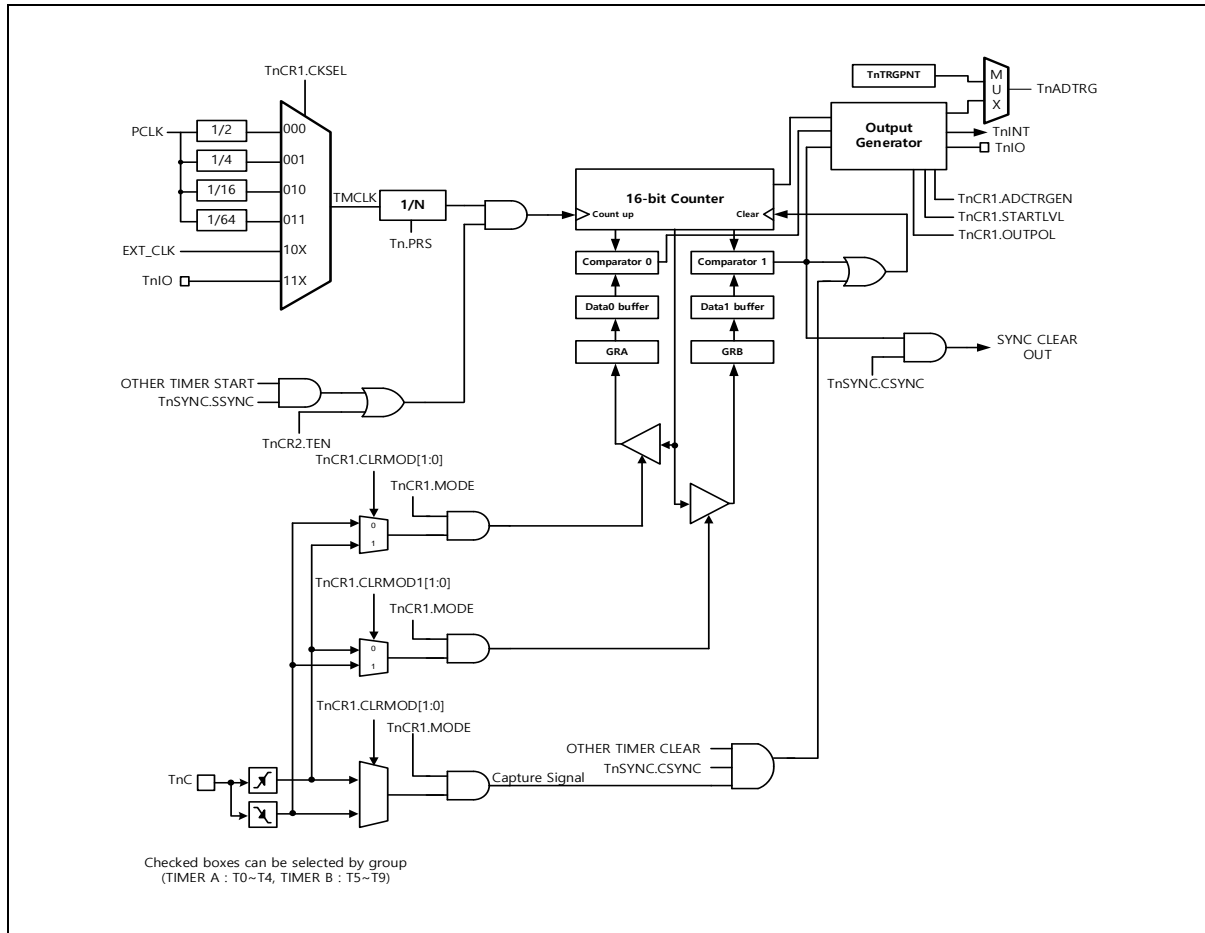 TnCR1.CKSEL
PCLK
1/2
000
1/4
001
1/16
010
1/64
011
EXT_CLK
10X
TnIO
11X
TMCLK
1/N
Tn.PRS
OTHER TIMER START
TnSYNC.SSYNC
TnCR2.TEN
16-bit Counter
Count up
Clear
Comparator 0
Comparator 1
Data0 buffer
Data1 buffer
GRA
GRB
TnTRGPNT
MUX
TnADTRG
Output
Generator
TnINT
TnIO
TnCR1.ADCTRGEN
TnCR1.STARTLVL
TnCR1.OUTPOL
SYNC CLEAR
OUT
TnSYNC.CSYNC
TnCR1.CLRMOD[1:0]
TnCR1.MODE
0
1
TnCR1.CLRMOD1[1:0]
TnCR1.MODE
0
1
TnCR1.CLRMOD[1:0]
TnCR1.MODE
TnC
Capture Signal
OTHER TIMER CLEAR
TnSYNC.CSYNC
Checked boxes can be selected by group
(TIMER A : T0~T4, TIMER B : T5~T9)